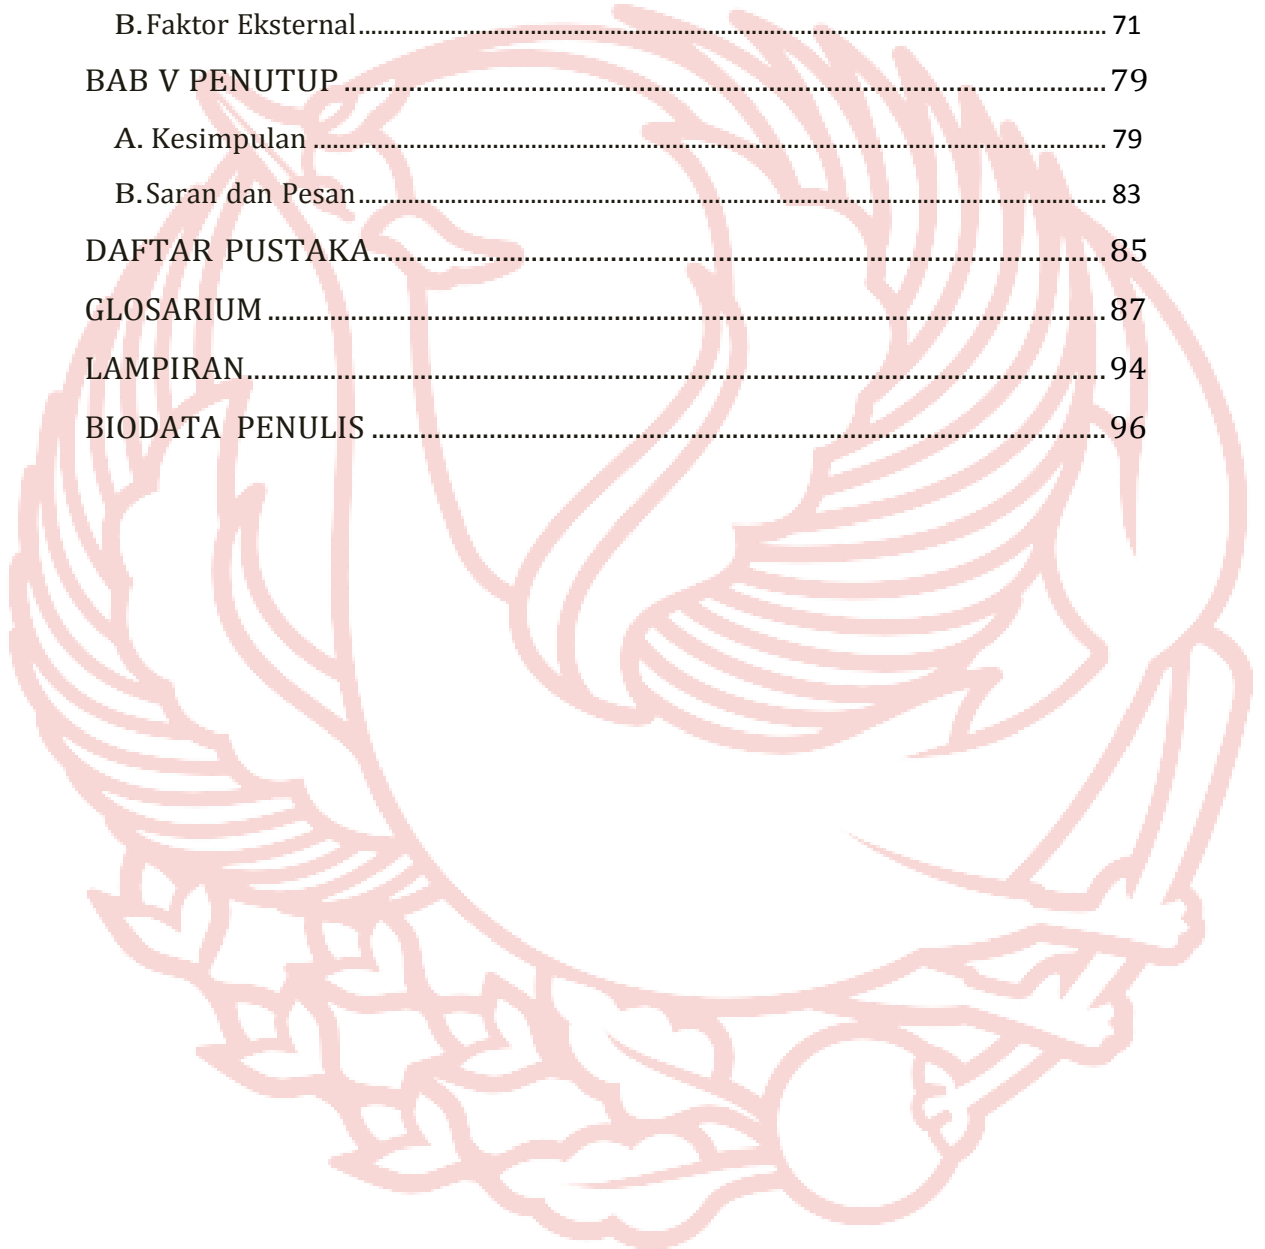 B.Faktor Eksternal........................................ 71
BAB V PENUTUP ........................................ 79
A. Kesimpulan ........................................ 79
B.Saran dan Pesan........................................ 83
DAFTAR PUSTAKA........................................ 85
GLOSARIUM ........................................ 87
LAMPIRAN........................................ 94
BIODATA PENULIS ........................................ 96